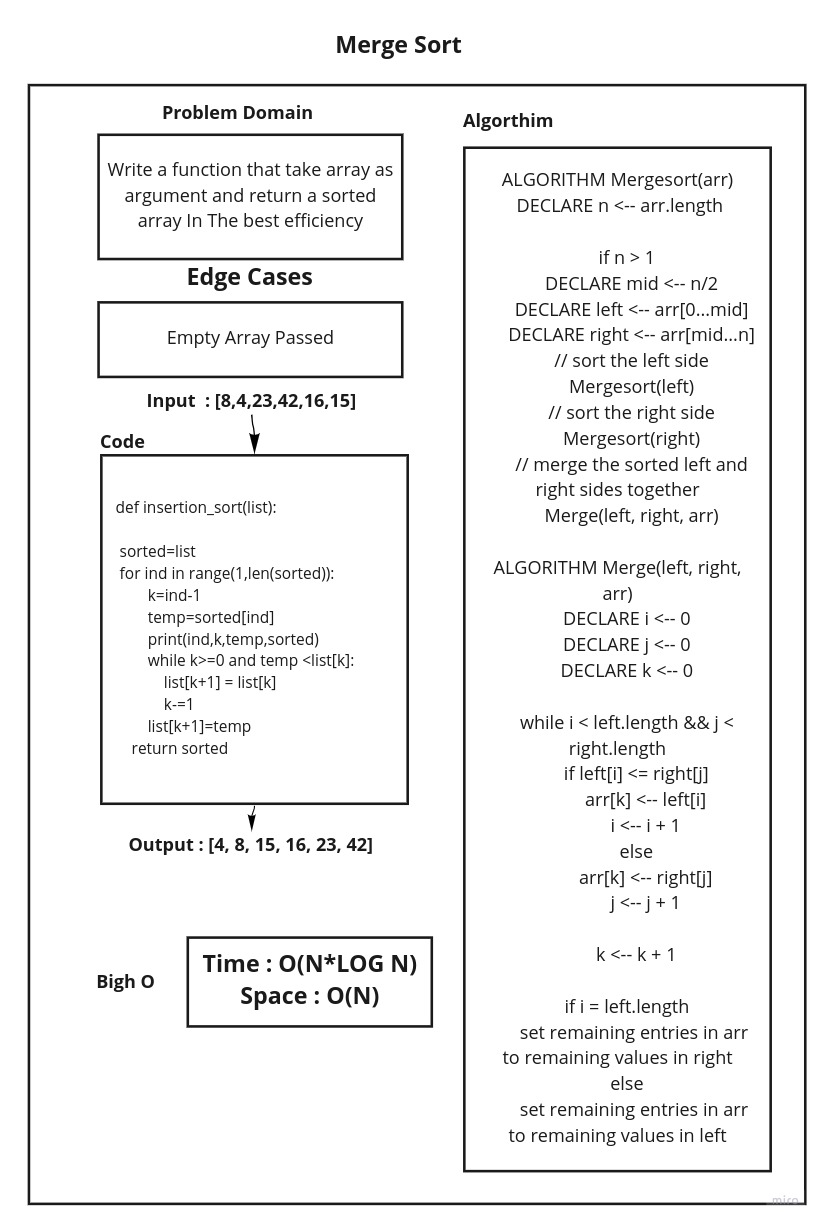 Merge Sort
Problem Domain
Write a function that take array as
argument and return a sorted
array In The best efficiency
Edge Cases
Empty Array Passed
Input  : [8,4,23,42,16,15]
Code
def insertion_sort(list):
sorted=list
for ind in range(1,len(sorted)):
k=ind-1
temp=sorted[ind]
print(ind,k,temp,sorted)
while k>=0 and temp <list[k]:
list[k+1] = list[k]
k-=1
list[k+1]=temp
return sorted
Output : [4, 8, 15, 16, 23, 42]
Bigh O
Time : O(N*LOG N)
Space : O(N)
Algorthim
ALGORITHM Mergesort(arr)
DECLARE n <-- arr.length
if n > 1
DECLARE mid <-- n/2
DECLARE left <-- arr[0...mid]
DECLARE right <-- arr[mid...n]
// sort the left side
Mergesort(left)
// sort the right side
Mergesort(right)
// merge the sorted left and
right sides together
Merge(left, right, arr)
ALGORITHM Merge(left, right,
arr)
DECLARE i <-- 0
DECLARE j <-- 0
DECLARE k <-- 0
while i < left.length && j <
right.length
if left[i] <= right[j]
arr[k] <-- left[i]
i <-- i + 1
else
arr[k] <-- right[j]
j <-- j + 1
k <-- k + 1
if i = left.length
set remaining entries in arr
to remaining values in right
else
set remaining entries in arr
to remaining values in left
miro